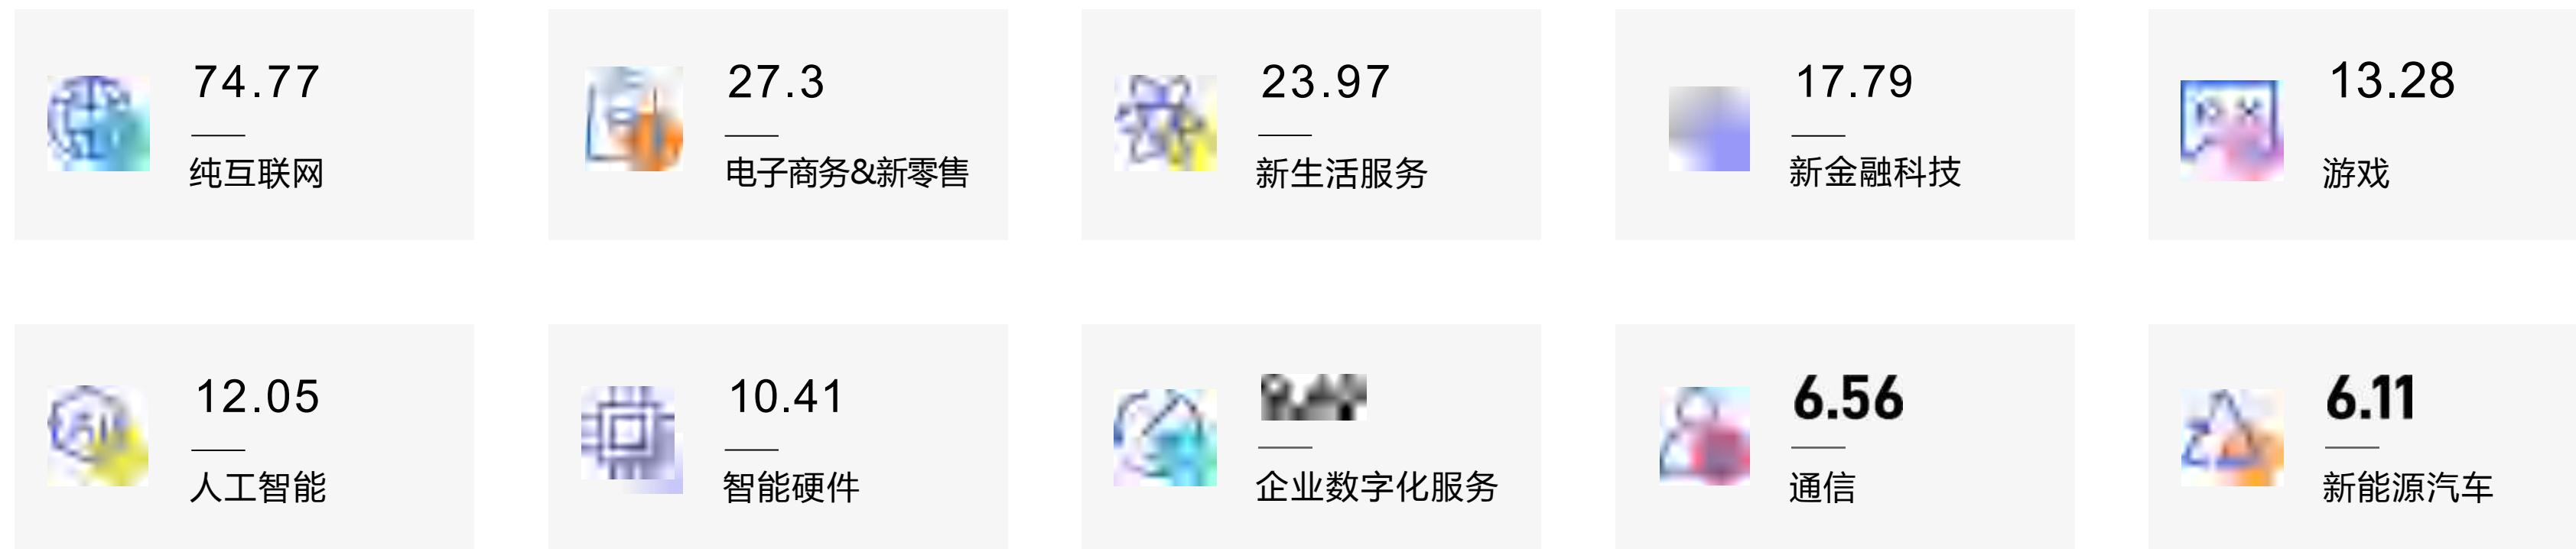 74.77
纯互联网
27.3
电子商务&新零售
23.97
新生活服务
17.79
新金融科技
13.28
游戏
12.05
人工智能
10.41
智能硬件
企业数字化服务
6.56
通信
6.11
新能源汽车